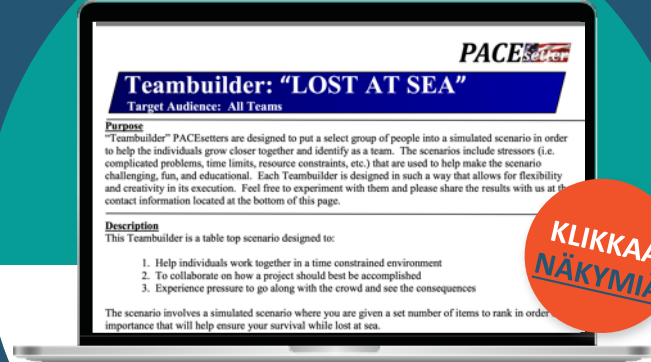 PACEsetter
Teambuilder: “LOST AT SEA”
Target Audience: All Teams
Purpose
“Teambuilder” PACEsetters are designed to put a select group of people into a simulated scenario in order
to help the individuals grow closer together and identify as a team. The scenarios include stressors (i.e.
complicated problems, time limits, resource constraints, etc.) that are used to help make the scenario
challenging, fun, and educational. Each Teambuilder is designed in such a way that allows for flexibility
and creativity in its execution. Feel free to experiment with them and please share the results with us at the
contact information located at the bottom of this page.
Description
This Teambuilder is a table top scenario designed to:
1. Help individuals work together in a time constrained environment
2. To collaborate on how a project should best be accomplished
3. Experience pressure to go along with the crowd and see the consequences
The scenario involves a simulated scenario where you are given a set number of items to rank in order
importance that will help ensure your survival while lost at sea.
KLIKKAA
NÄKYMIÄ